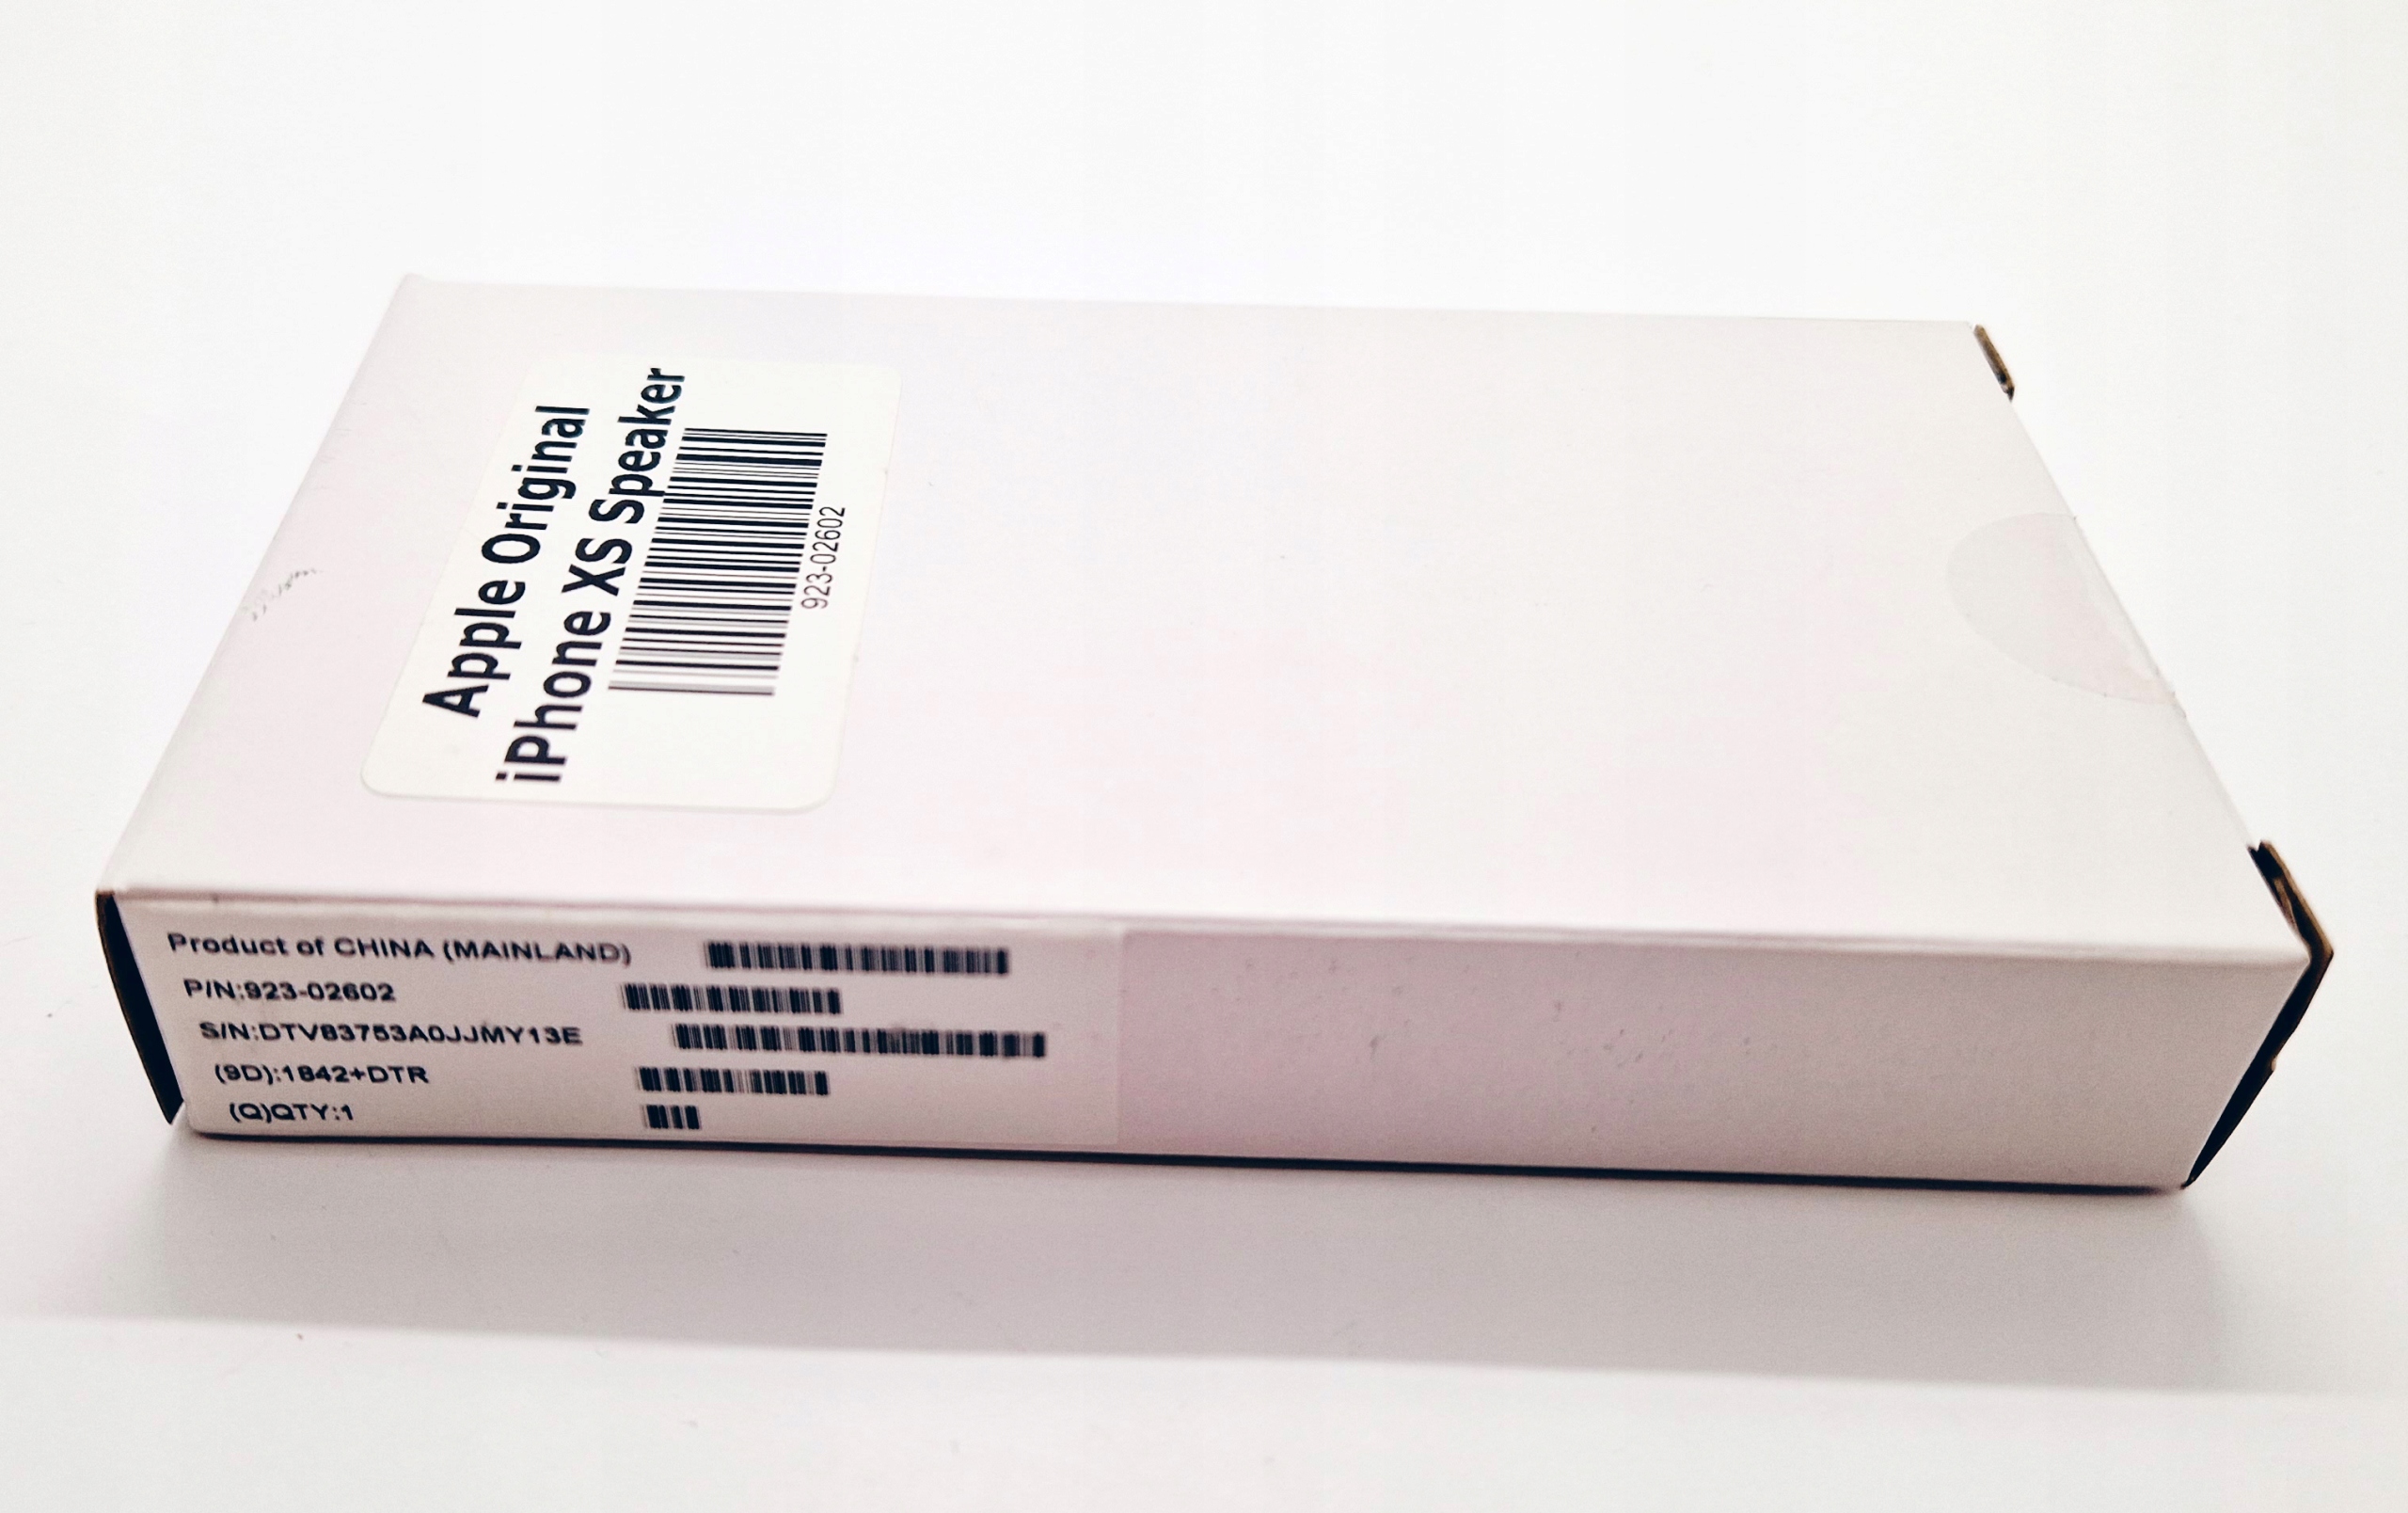 Apple Original
iPhone XS Speaker
923-02602
Product of CHINA (MAINLAND)
P/N:923-02602
S/N:DTV83753A0JJMY13E
(9D):1842+DTR
(Q)QTY:1